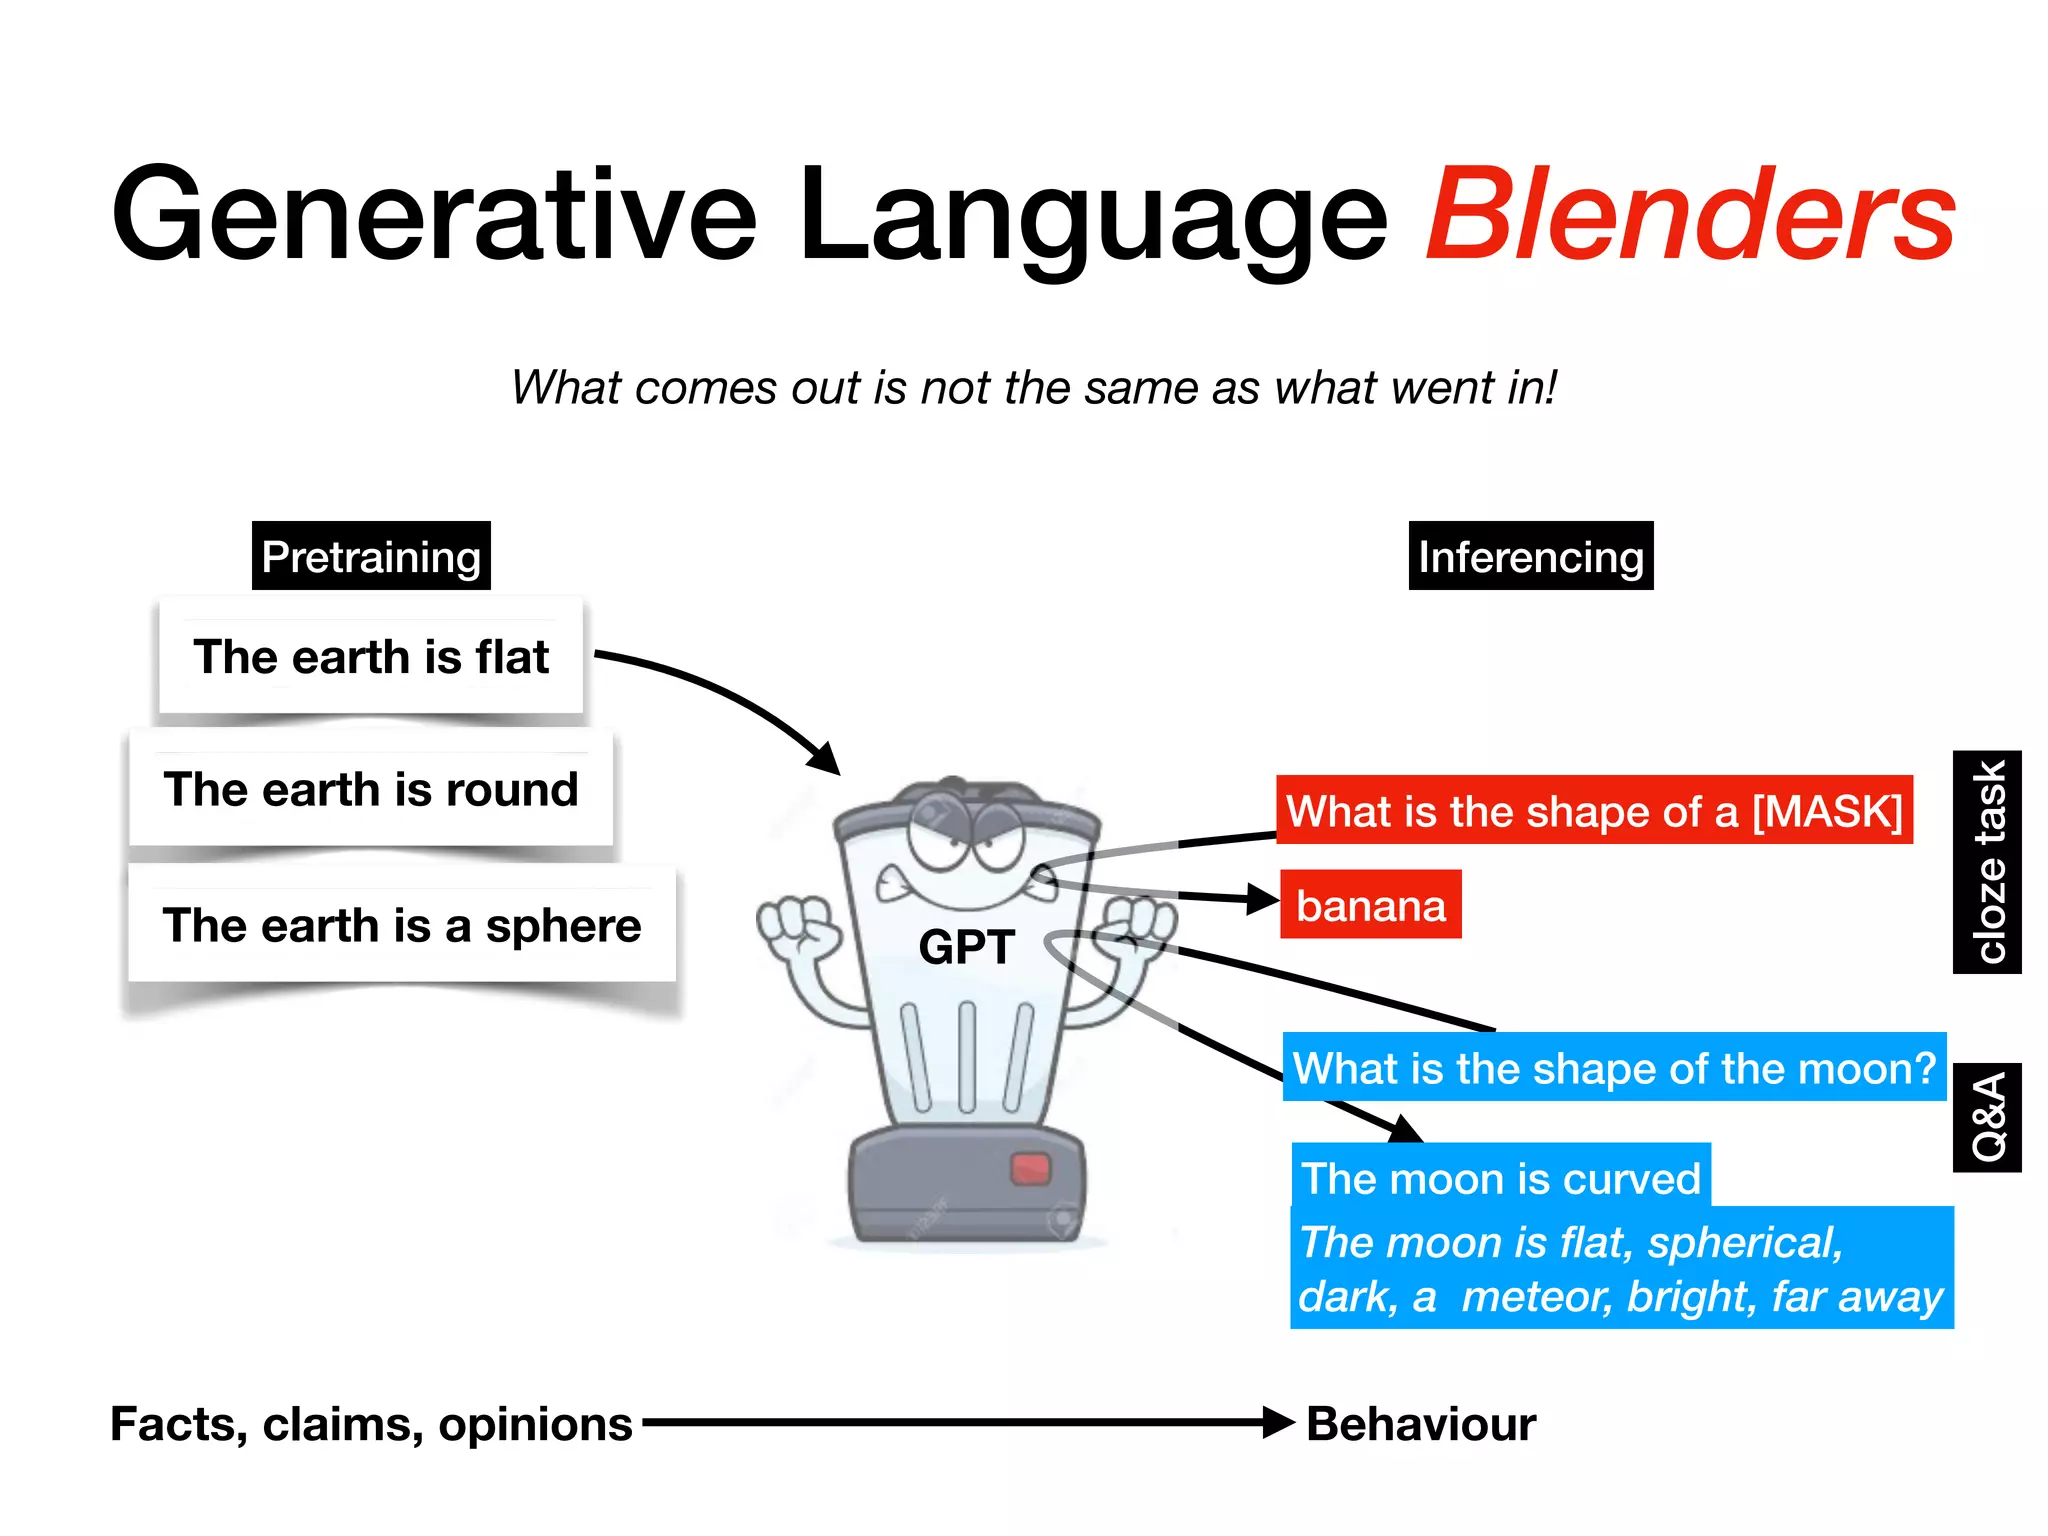 Generative Language Blenders
What comes out is not the same as what went in!
Pretraining
The earth is flat
The earth is round
The earth is a sphere
GPT
Inferencing
What is the shape of a [MASK]
banana
cloze task
What is the shape of the moon?
The moon is curved
The moon is flat, spherical,
dark, a meteor, bright, far away
Q&A
Facts, claims, opinions
Behaviour